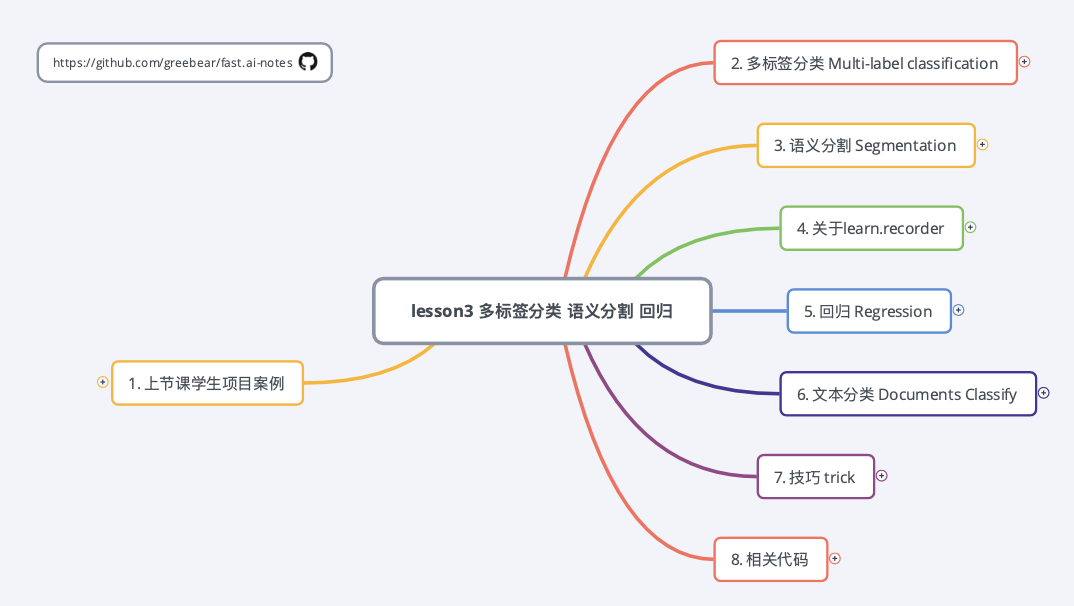 https://github.com/greebear/fast.ai-notes
2. 多标签分类 Multi-label classification
3. 语义分割 Segmentation
4. 关于learn.recorder
lesson3 多标签分类 语义分割 回归
5. 回归 Regression
1. 上节课学生项目案例
6. 文本分类 Documents Classify
7. 技巧 trick
8. 相关代码